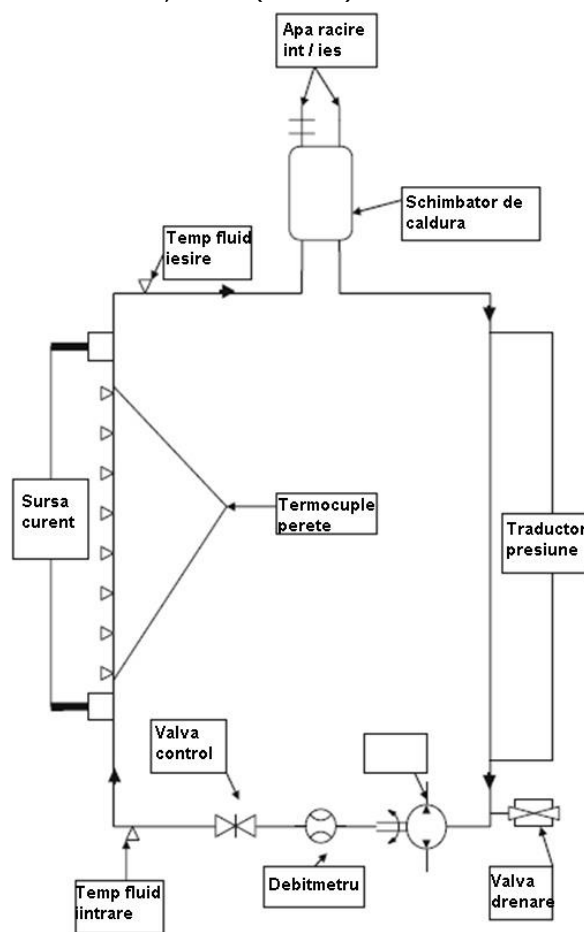 Apa racire
int / ies
Schimbator de
caldura
Temp fluid
iesire
Sursa
curent
Termocuple
perete
Traductor
presiune
Valva
control
Temp fluid
iintrare
Debitmetru
Valva
drenare